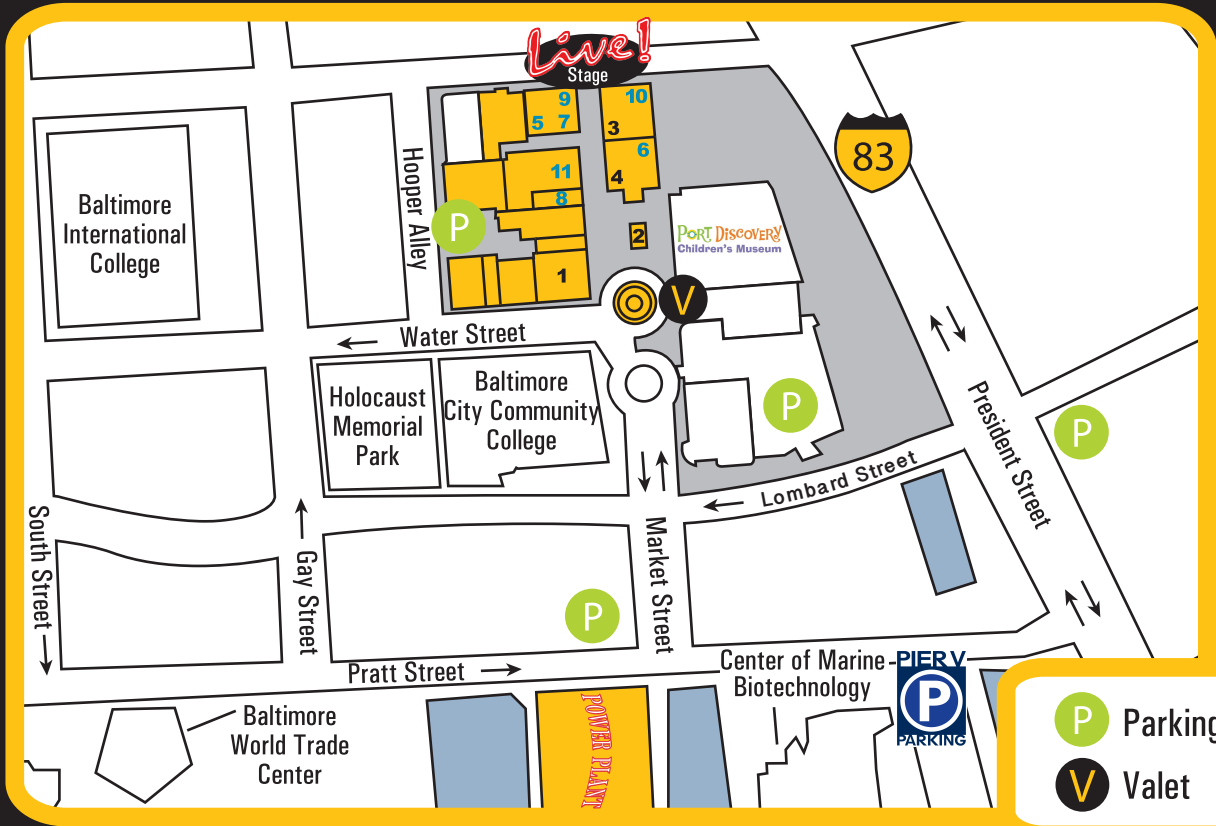 Live!
Stage
83
9
10
5 7
3
6
11
4
8
2
1
P
V
Hooper Alley
Baltimore
International
College
PORT DISCOVERY
Children's Museum
Water Street
Holocaust
Memorial
Park
Baltimore
City Community
College
P
P
President Street
Lombard Street
South Street
Gay Street
Market Street
P
Pratt Street
Center of Marine
Biotechnology
PIER V
P
PARKING
Baltimore
World Trade
Center
POWER PLANT
P Parking
V Valet